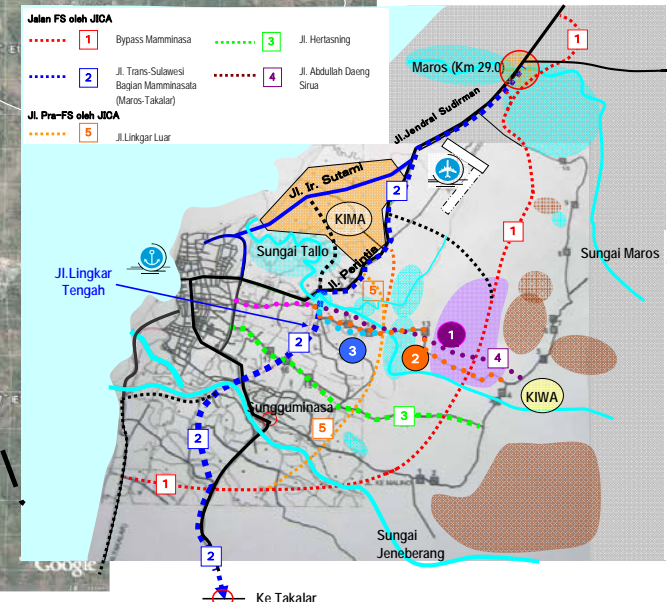 Jalan FS oleh JICA
1 Bypass Mamminasa
3 Jl. Hertasning
2 Jl. Trans-Sulawesi
Bagian Mamminasata
(Maros-Takalar)
4 Jl. Abdullah Daeng
Sirua
Jl. Pra-FS oleh JICA
5 Jl.Linkgar Luar
1
Maros (Km 29.0)
Jl.Jendral Sudirman
Jl. Ir. Sutami
2
KIMA
1
Sungai Tallo
Sungai Maros
Jl. Perintis
Jl.Lingkar
Tengah
5
1
2
3
2
4
KIWA
Sungguminasa
3
5
2
1
KE MALINO
Sungai
Jeneberang
2
Google
Ke Takalar